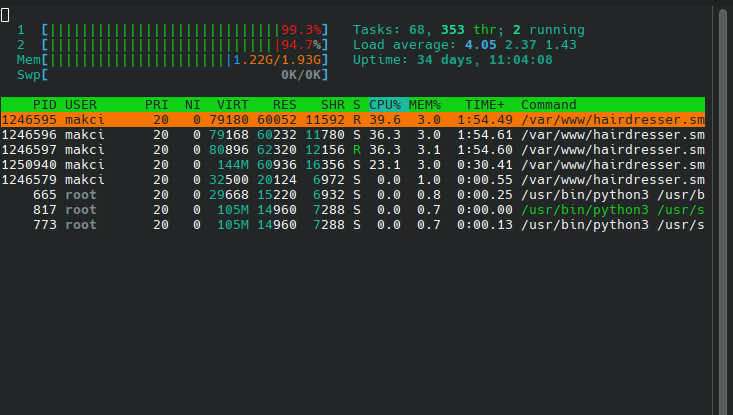 1 [||||||||||||||||||||||||||||||99.3%] Tasks: 68, 353 thr; 2 running
2 [||||||||||||||||||||||||||||||94.7%] Load average: 4.05 2.37 1.43
Mem[||||||||||||||||||||||||1.22G/1.93G] Uptime: 34 days, 11:04:08
Swp[ 0K/0K]
PID USER PRI NI VIRT RES SHR S CPU% MEM% TIME+ Command
1246595 makci 20 0 79180 60052 11592 R 39.6 3.0 1:54.49 /var/www/hairdresser.sm
1246596 makci 20 0 79168 60232 11780 S 36.3 3.0 1:54.61 /var/www/hairdresser.sm
1246597 makci 20 0 80896 62320 12156 R 36.3 3.1 1:54.60 /var/www/hairdresser.sm
1250940 makci 20 0 144M 60936 16356 S 23.1 3.0 0:30.41 /var/www/hairdresser.sm
1246579 makci 20 0 32500 20124 6972 S 0.0 1.0 0:00.55 /var/www/hairdresser.sm
665 root 20 0 29668 15220 6932 S 0.0 0.8 0:00.25 /usr/bin/python3 /usr/b
817 root 20 0 105M 14960 7288 S 0.0 0.7 0:00.00 /usr/bin/python3 /usr/s
773 root 20 0 105M 14960 7288 S 0.0 0.7 0:00.13 /usr/bin/python3 /usr/s